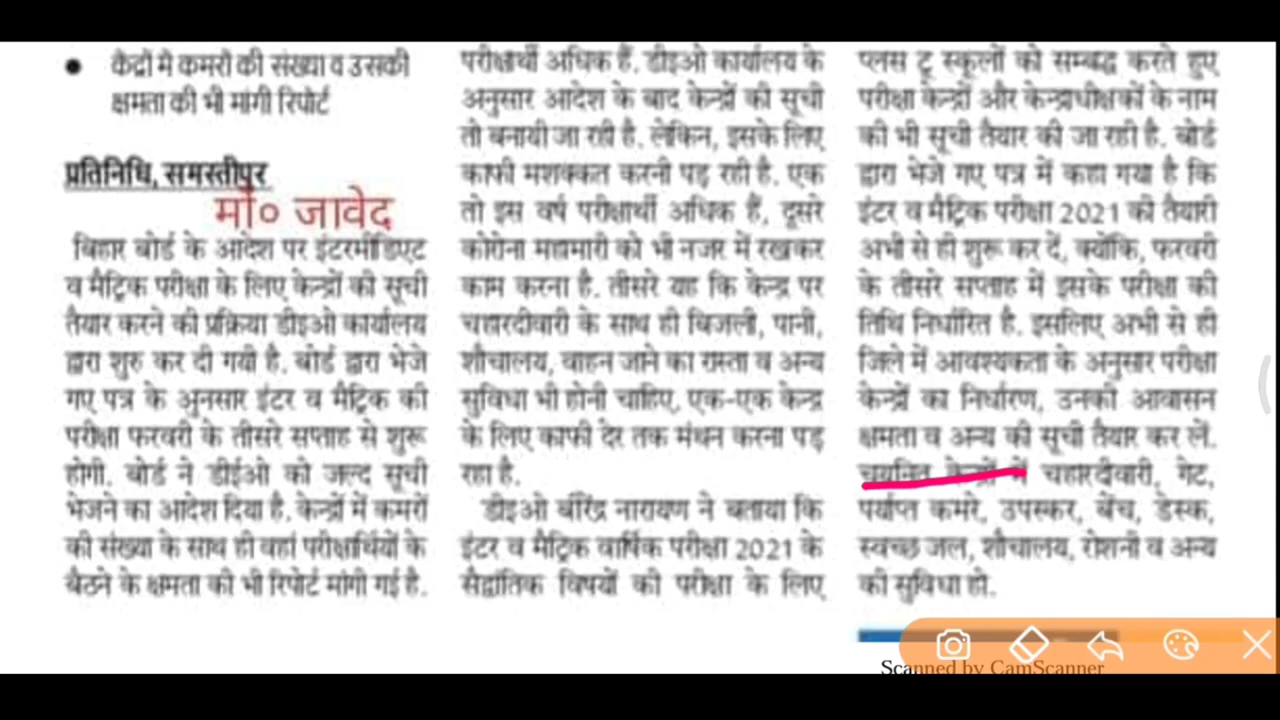 केंद्रों में कमरों की संख्या व उसकी
क्षमता की भी मांगी रिपोर्ट
प्रतिनिधि, समस्तीपुर
मो० जावेद
बिहार बोर्ड के आदेश पर इंटरमीडिएट
व मैट्रिक परीक्षा के लिए केन्द्रों की सूची
तैयार करने की प्रक्रिया डीइओ कार्यालय
द्वारा शुरु कर दी गयी है. बोर्ड द्वारा भेजे
गए पत्र के अुनसार इंटर व मैट्रिक की
परीक्षा फरवरी के तीसरे सप्ताह से शुरू
होगी. बोर्ड ने डीईओ को जल्द सूची
भेजने का आदेश दिया है. केन्द्रों में कमरों
की संख्या के साथ ही वहां परीक्षार्थियों के
बैठने के क्षमता की भी रिपोर्ट मांगी गई है.
परीक्षार्थी अधिक हैं. डीइओ कार्यालय के
अनुसार आदेश के बाद केन्द्रों की सूची
तो बनायी जा रही है. लेकिन, इसके लिए
काफी मशक्कत करनी पड़ रही है. एक
तो इस वर्ष परीक्षार्थी अधिक हैं, दूसरे
कोरोना महामारी को भी नजर में रखकर
काम करना है. तीसरे यह कि केन्द्र पर
चहारदीवारी के साथ ही बिजली, पानी,
शौचालय, वाहन जाने का रास्ता व अन्य
सुविधा भी होनी चाहिए. एक-एक केन्द्र
के लिए काफी देर तक मंथन करना पड़
रहा है.
डीइओ बीरेंद्र नारायण ने बताया कि
इंटर व मैट्रिक वार्षिक परीक्षा 2021 के
सैद्वांतिक विषयों की परीक्षा के लिए
प्लस टू स्कूलों को सम्बद्ध करते हुए
परीक्षा केन्द्रों और केन्द्राधीक्षकों के नाम
की भी सूची तैयार की जा रही है. बोर्ड
द्वारा भेजे गए पत्र में कहा गया है कि
इंटर व मैट्रिक परीक्षा 2021 की तैयारी
अभी से ही शुरू कर दें, क्योंकि, फरवरी
के तीसरे सप्ताह में इसके परीक्षा की
तिथि निर्धारित है. इसलिए अभी से ही
जिले में आवश्यकता के अनुसार परीक्षा
केन्द्रों का निर्धारण, उनकी आवासन
क्षमता व अन्य की सूची तैयार कर लें.
चयनित केन्द्रों में चहारदीवारी, गेट,
पर्याप्त कमरे, उपस्कर, बेंच, डेस्क,
स्वच्छ जल, शौचालय, रोशनी व अन्य
की सुविधा हो.
Scanned by CamScanner